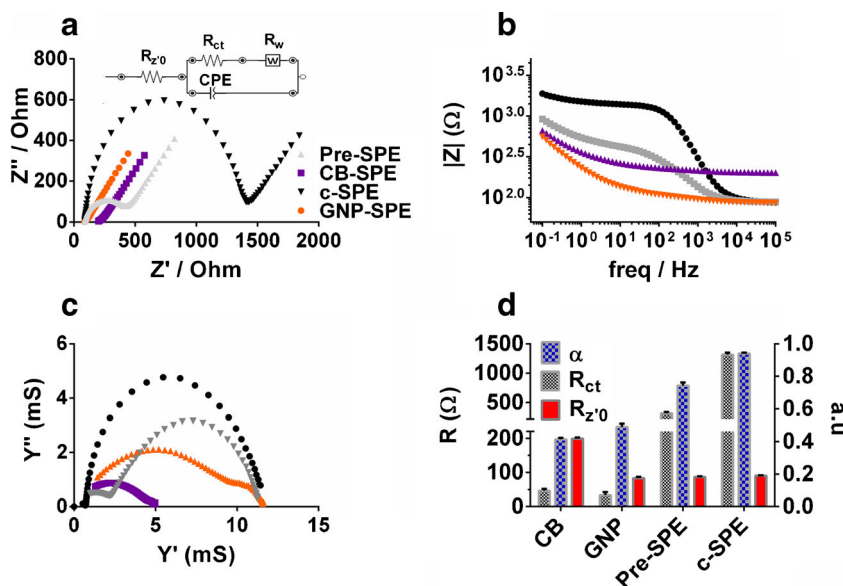 a
R_z'0
R_ct
R_w
W
CPE
Z'' / Ohm
800
600
400
200
0
0
500
1000
1500
2000
Z' / Ohm
Pre-SPE
CB-SPE
c-SPE
GNP-SPE
b
|Z| (Ω)
10^3.5
10^3.0
10^2.5
10^2.0
10^-1
10^0
10^1
10^2
10^3
10^4
10^5
freq / Hz
c
Y'' (mS)
6
4
2
0
0
5
10
15
Y' (mS)
d
R (Ω)
1500
1000
500
200
100
0
α
R_ct
R_z'0
1.0
0.8
0.6
0.4
0.2
0.0
a.u
CB
GNP
Pre-SPE
c-SPE